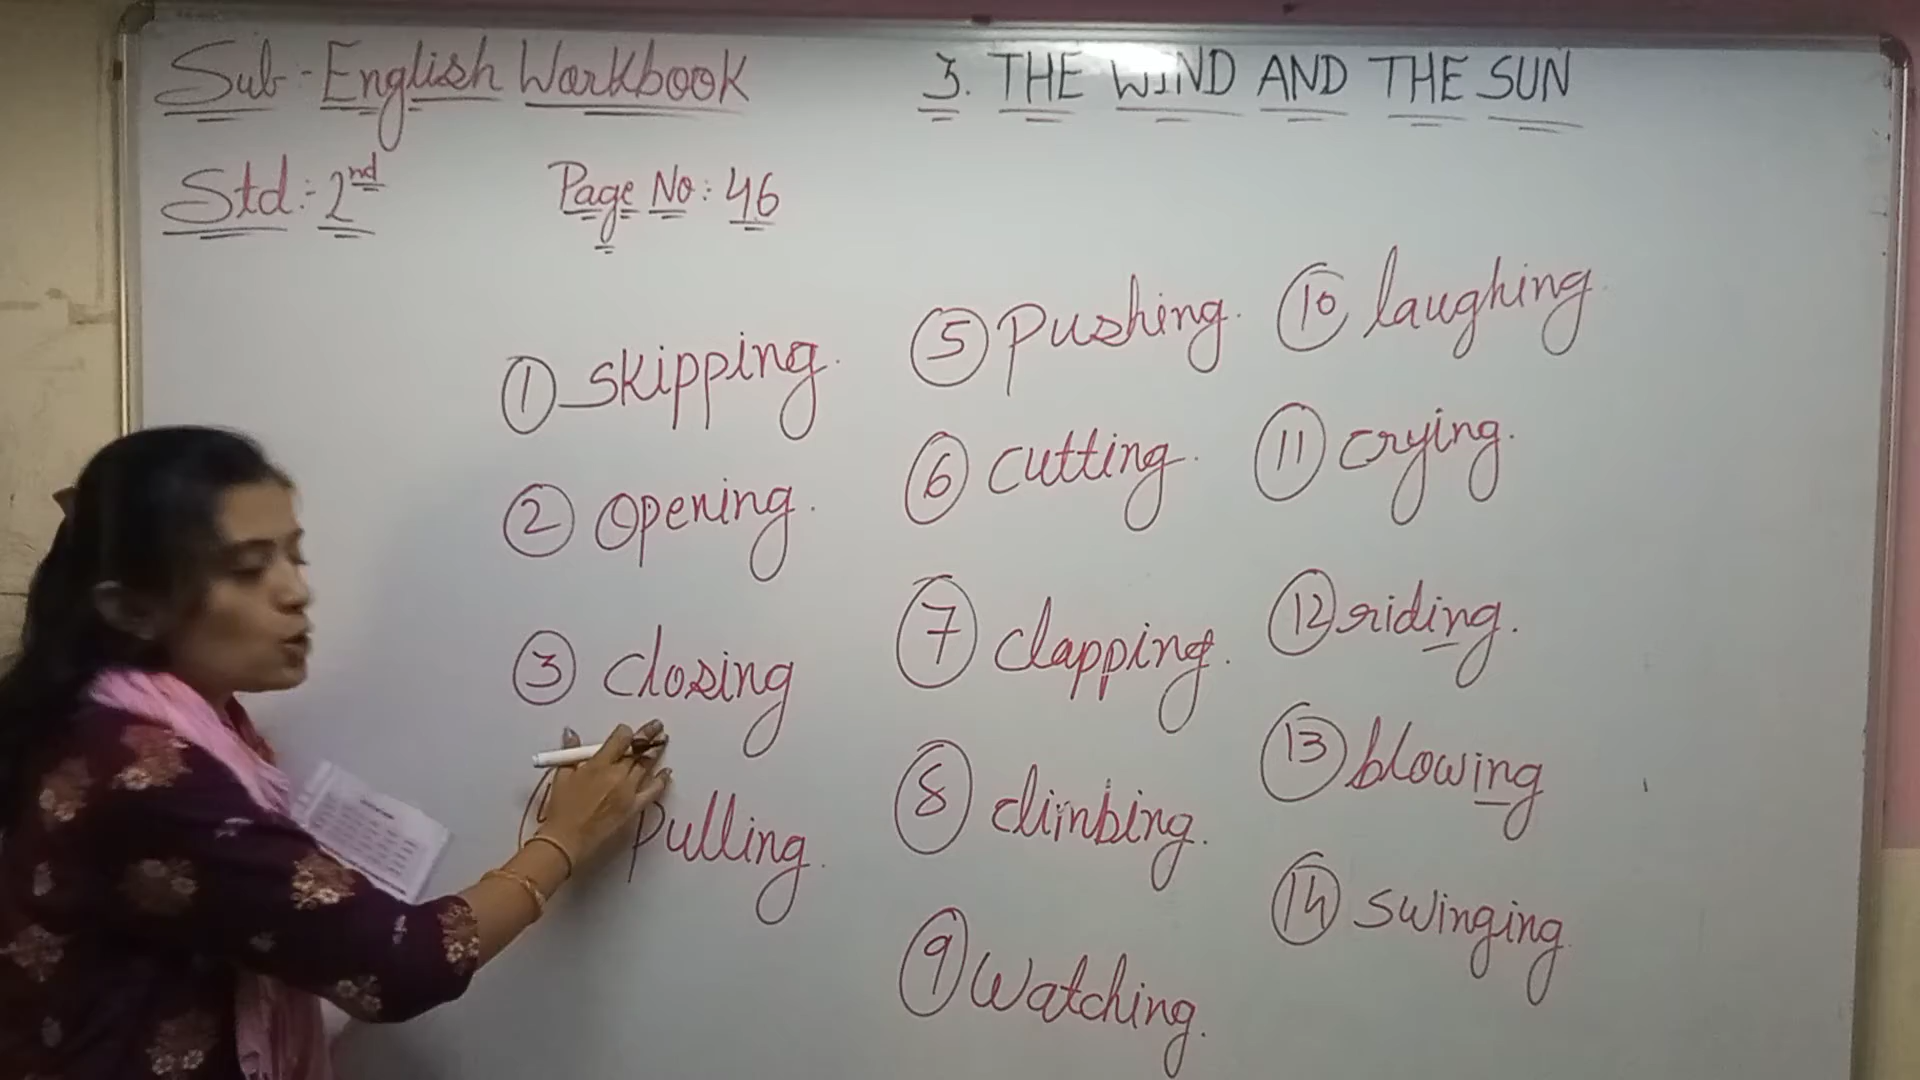 Sub-English Workbook
3. THE WIND AND THE SUN
Std:- 2nd
Page No: 46
1 skipping.
2 opening.
3 closing
pulling.
5 pushing.
6 cutting.
7 clapping.
8 climbing.
9 watching.
10 laughing.
11 crying.
12 riding.
13 blowing
14 swinging.